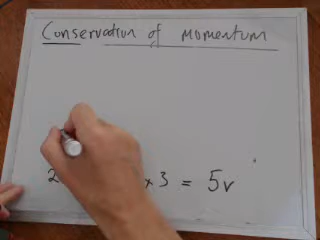 Conservation of momentum
2 × 3 = 5v